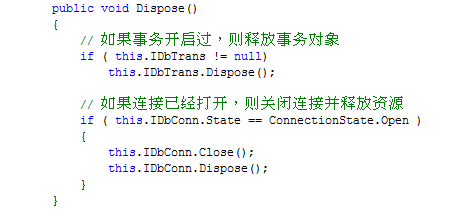 public void Dispose()
{
// 如果事务开启过，则释放事务对象
if ( this.IDbTrans != null)
this.IDbTrans.Dispose();
// 如果连接已经打开，则关闭连接并释放资源
if ( this.IDbConn.State == ConnectionState.Open )
{
this.IDbConn.Close();
this.IDbConn.Dispose();
}
}